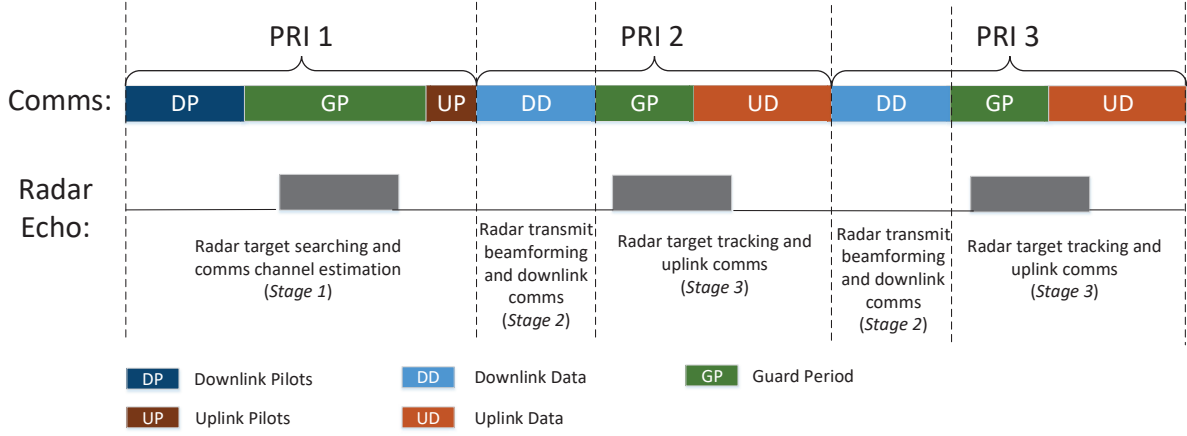 PRI 1
PRI 2
PRI 3
Comms:
DP
GP
UP
DD
GP
UD
DD
GP
UD
Radar
Echo:
Radar target searching and
comms channel estimation
(Stage 1)
Radar transmit
beamforming
and downlink
comms
(Stage 2)
Radar target tracking and
uplink comms
(Stage 3)
Radar transmit
beamforming
and downlink
comms
(Stage 2)
Radar target tracking and
uplink comms
(Stage 3)
DP Downlink Pilots
DD Downlink Data
GP Guard Period
UP Uplink Pilots
UD Uplink Data